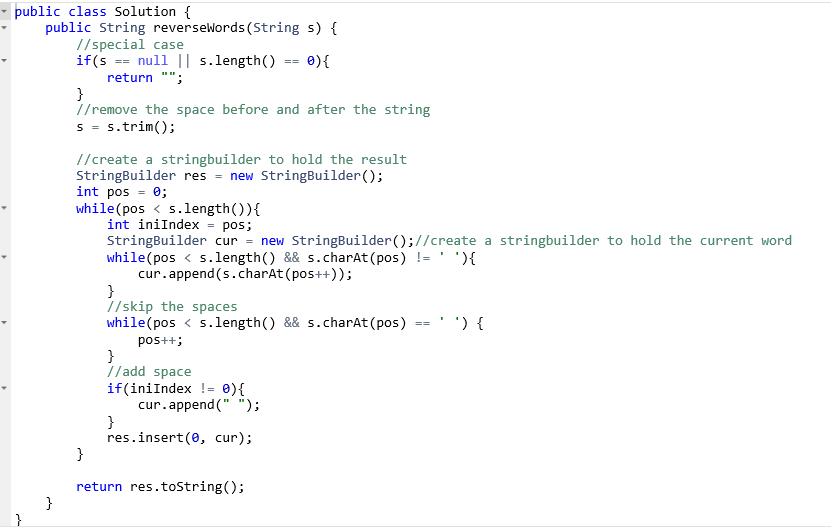 public class Solution {
    public String reverseWords(String s) {
        //special case
        if(s == null || s.length() == 0){
            return "";
        }
        //remove the space before and after the string
        s = s.trim();

        //create a stringbuilder to hold the result
        StringBuilder res = new StringBuilder();
        int pos = 0;
        while(pos < s.length()){
            int iniIndex = pos;
            StringBuilder cur = new StringBuilder();//create a stringbuilder to hold the current word
            while(pos < s.length() && s.charAt(pos) != ' '){
                cur.append(s.charAt(pos++));
            }
            //skip the spaces
            while(pos < s.length() && s.charAt(pos) == ' ') {
                pos++;
            }
            //add space
            if(iniIndex != 0){
                cur.append(" ");
            }
            res.insert(0, cur);
        }

        return res.toString();
    }
}